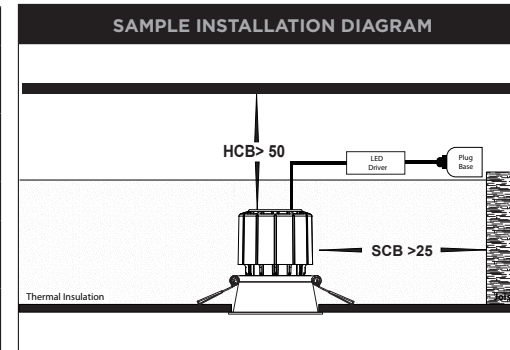 SAMPLE INSTALLATION DIAGRAM
HCB> 50
LED
Driver
Plug
Base
SCB >25
Thermal Insulation